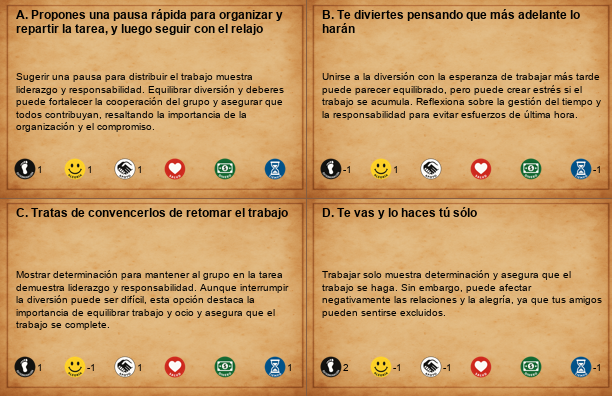 A. Propones una pausa rápida para organizar y
repartir la tarea, y luego seguir con el relajo
Sugerir una pausa para distribuir el trabajo muestra
liderazgo y responsabilidad. Equilibrar diversión y deberes
puede fortalecer la cooperación del grupo y asegurar que
todos contribuyan, resaltando la importancia de la
organización y el compromiso.
1 1 1
B. Te diviertes pensando que más adelante lo
harán
Unirse a la diversión con la esperanza de trabajar más tarde
puede parecer equilibrado, pero puede crear estrés si el
trabajo se acumula. Reflexiona sobre la gestión del tiempo y
la responsabilidad para evitar esfuerzos de última hora.
-1 1 -1
C. Tratas de convencerlos de retomar el trabajo
Mostrar determinación para mantener al grupo en la tarea
demuestra liderazgo y responsabilidad. Aunque interrumpir
la diversión puede ser difícil, esta opción destaca la
importancia de equilibrar trabajo y ocio y asegura que el
trabajo se complete.
1 -1 1 1
D. Te vas y lo haces tú sólo
Trabajar solo muestra determinación y asegura que el
trabajo se haga. Sin embargo, puede afectar
negativamente las relaciones y la alegría, ya que tus amigos
pueden sentirse excluidos.
2 -1 -1 -1